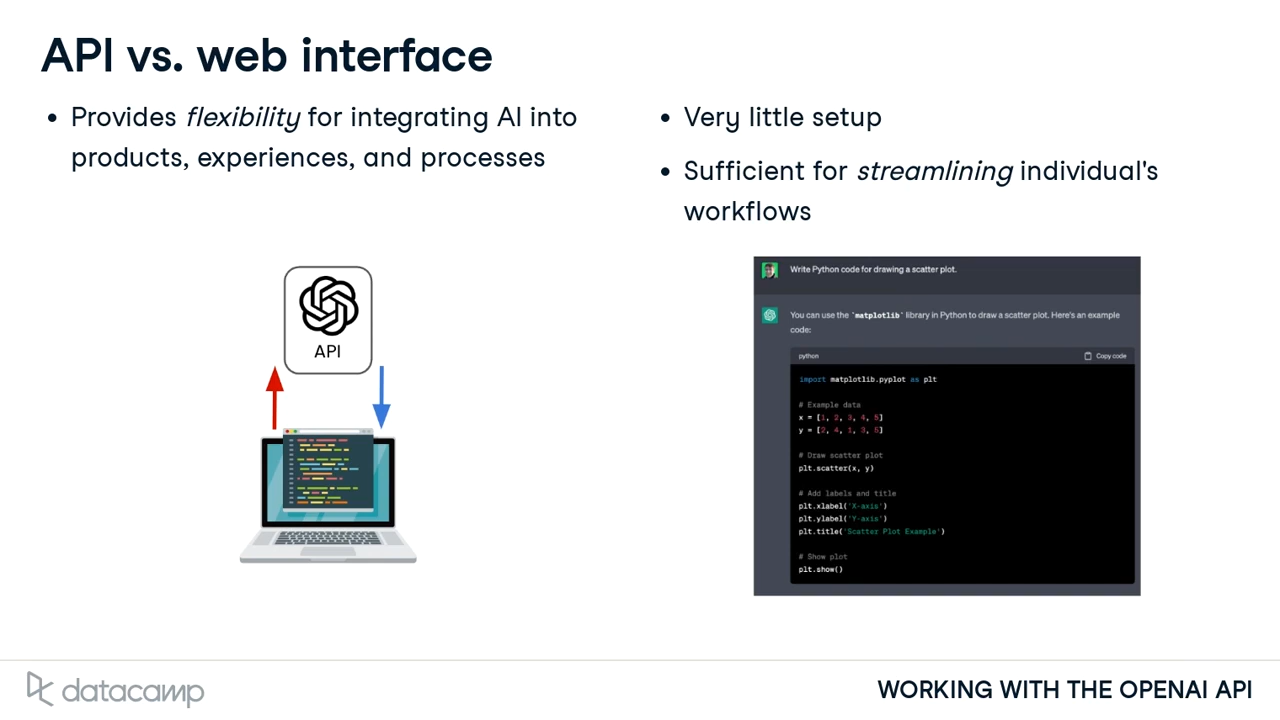 API vs. web interface
• Provides flexibility for integrating AI into
products, experiences, and processes
API
• Very little setup
• Sufficient for streamlining individual's
workflows
Write Python code for drawing a scatter plot.
You can use the `matplotlib` library in Python to draw a scatter plot. Here's an example
code:
python
Copy code
import matplotlib.pyplot as plt
# Example data
x = [1, 2, 3, 4, 5]
y = [2, 4, 1, 3, 5]
# Draw scatter plot
plt.scatter(x, y)
# Add labels and title
plt.xlabel('X-axis')
plt.ylabel('Y-axis')
plt.title('Scatter Plot Example')
# Show plot
plt.show()
datacamp
WORKING WITH THE OPENAI API